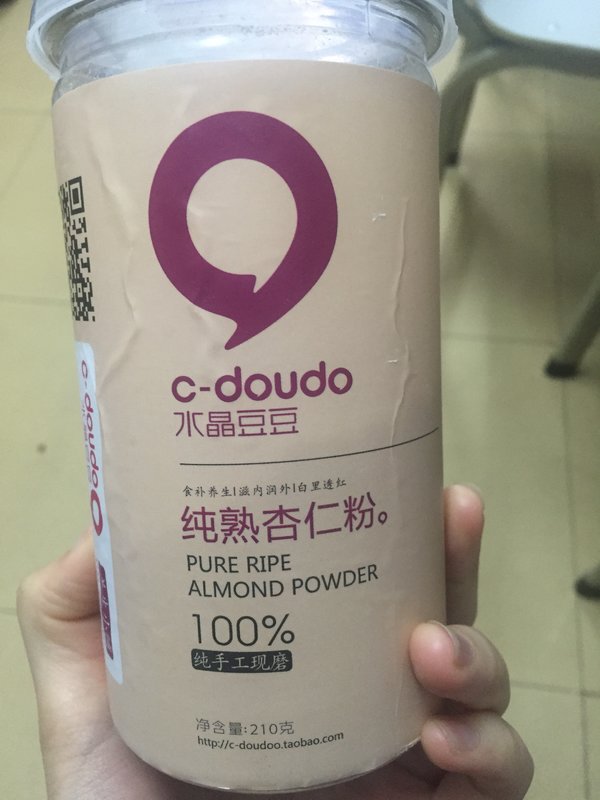 c-doudo
水晶豆豆
食补养生|滋内润外|白里透红
纯熟杏仁粉。
PURE RIPE
ALMOND POWDER
100%
纯手工现磨
净含量:210克
http://c-doudoo.taobao.com
c-doudo